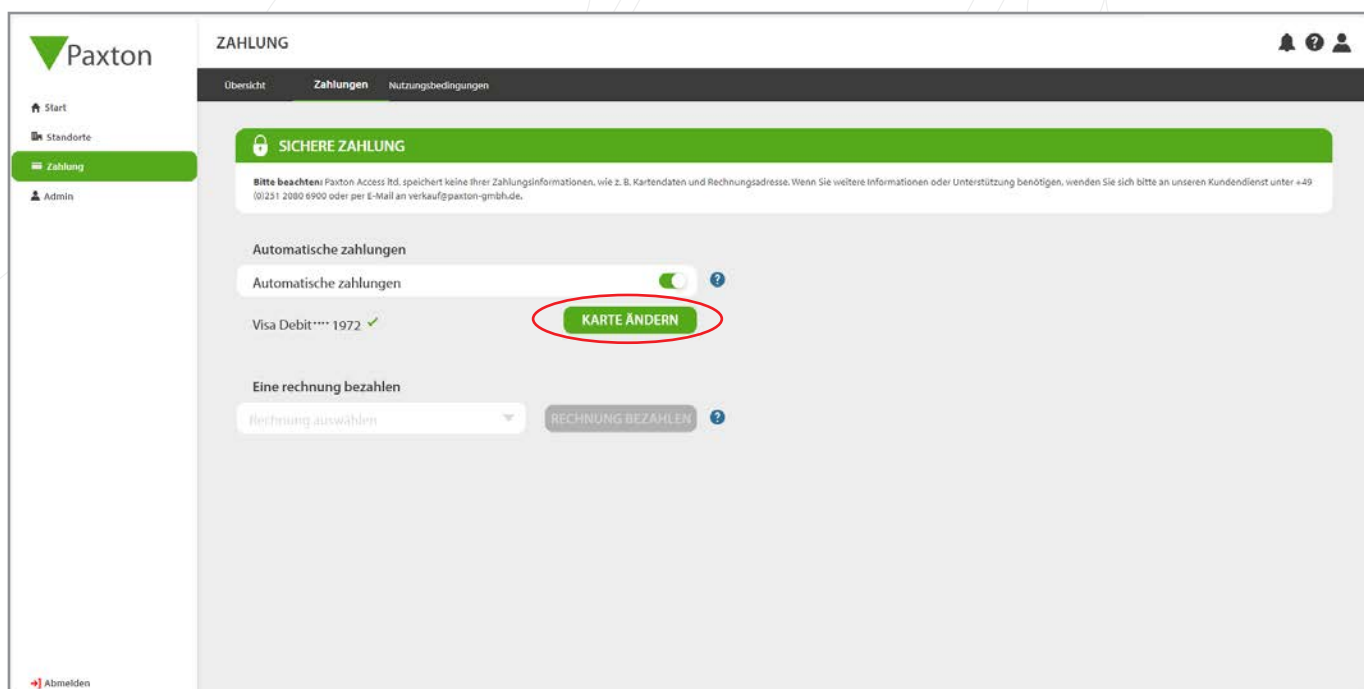 Paxton
ZAHLUNG
Übersicht Zahlungen Nutzungsbedingungen
Start
Standorte
Zahlung
Admin
SICHERE ZAHLUNG
Bitte beachten: Paxton Access ltd. speichert keine Ihrer Zahlungsinformationen, wie z. B. Kartendaten und Rechnungsadresse. Wenn Sie weitere Informationen oder Unterstützung benötigen, wenden Sie sich bitte an unseren Kundendienst unter +49
(0)251 2080 6900 oder per E-Mail an verkauf@paxton-gmbh.de.
Automatische zahlungen
Automatische zahlungen
Visa Debit···· 1972
KARTE ÄNDERN
Eine rechnung bezahlen
Rechnung auswählen
RECHNUNG BEZAHLEN
Abmelden